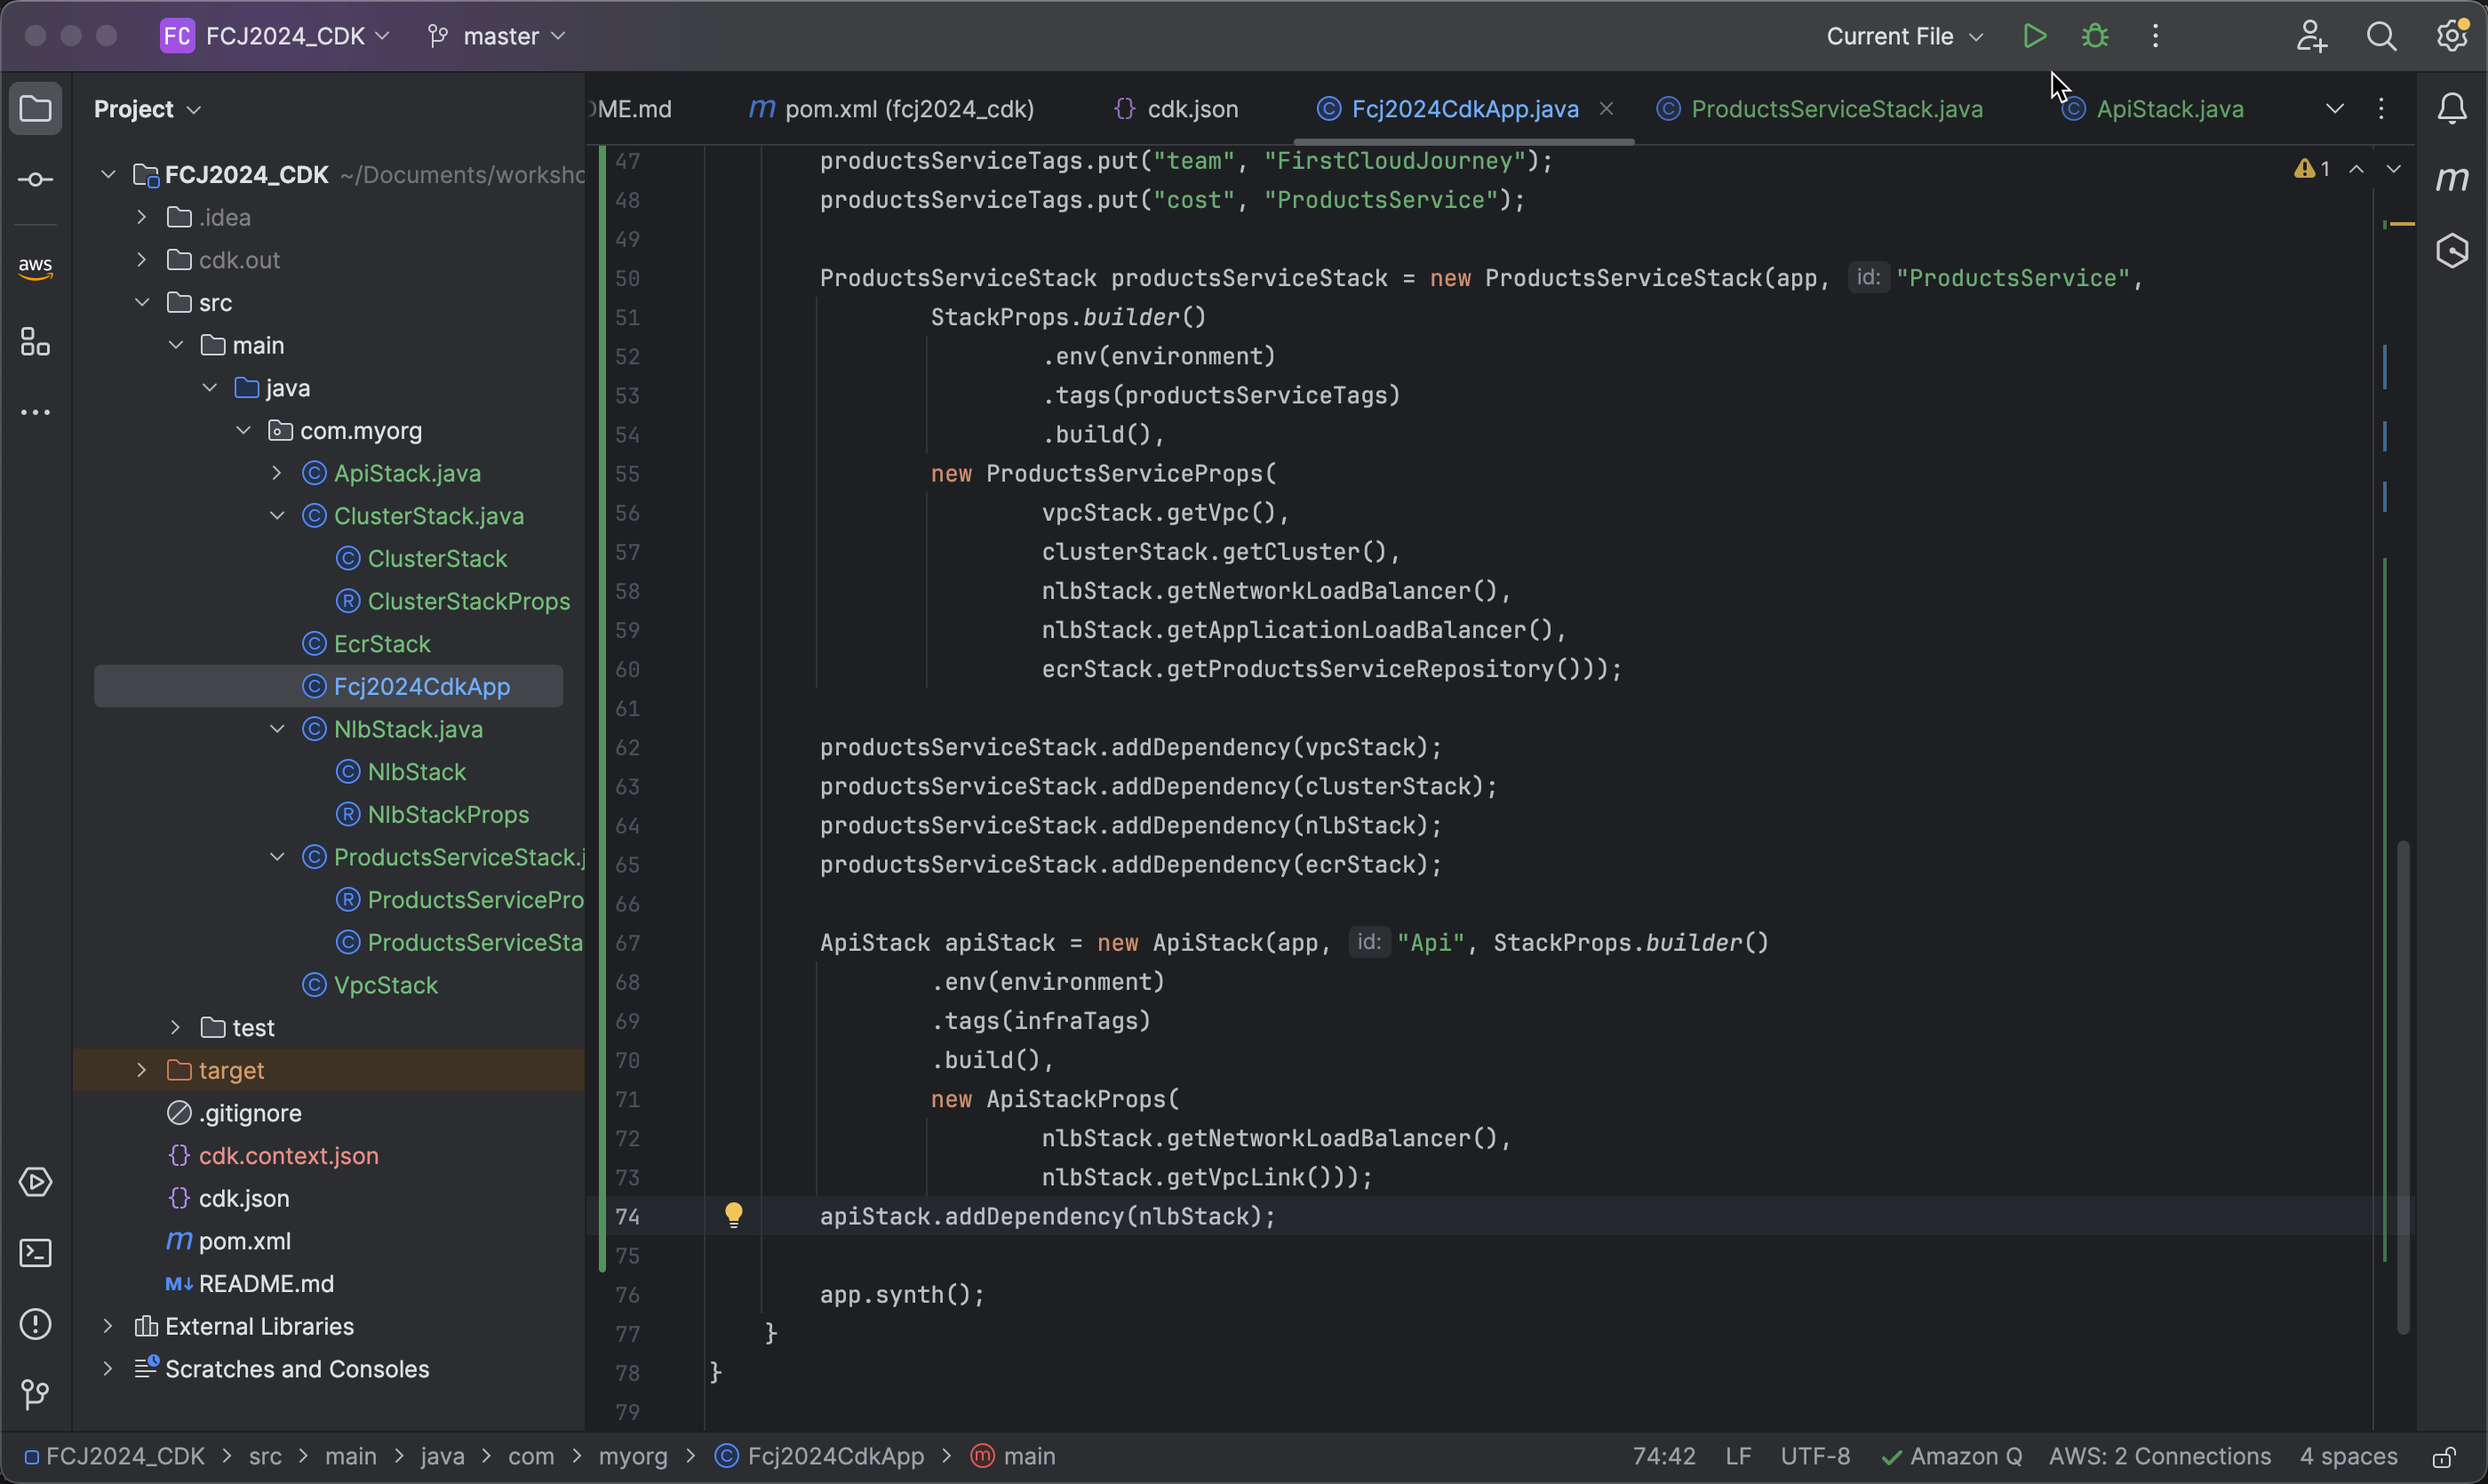 FC FCJ2024_CDK master Current File
Project
OME.md pom.xml (fcj2024_cdk) cdk.json Fcj2024CdkApp.java ProductsServiceStack.java ApiStack.java
FCJ2024_CDK ~/Documents/worksho
.idea
cdk.out
aws
src
main
java
com.myorg
ApiStack.java
ClusterStack.java
ClusterStack
ClusterStackProps
EcrStack
Fcj2024CdkApp
NlbStack.java
NlbStack
NlbStackProps
ProductsServiceStack.j
ProductsServicePro
ProductsServiceSta
VpcStack
test
target
.gitignore
cdk.context.json
cdk.json
pom.xml
README.md
External Libraries
Scratches and Consoles
1
47 productsServiceTags.put("team", "FirstCloudJourney");
48 productsServiceTags.put("cost", "ProductsService");
49
50 ProductsServiceStack productsServiceStack = new ProductsServiceStack(app, id: "ProductsService",
51 StackProps.builder()
52 .env(environment)
53 .tags(productsServiceTags)
54 .build(),
55 new ProductsServiceProps(
56 vpcStack.getVpc(),
57 clusterStack.getCluster(),
58 nlbStack.getNetworkLoadBalancer(),
59 nlbStack.getApplicationLoadBalancer(),
60 ecrStack.getProductsServiceRepository()));
61
62 productsServiceStack.addDependency(vpcStack);
63 productsServiceStack.addDependency(clusterStack);
64 productsServiceStack.addDependency(nlbStack);
65 productsServiceStack.addDependency(ecrStack);
66
67 ApiStack apiStack = new ApiStack(app, id: "Api", StackProps.builder()
68 .env(environment)
69 .tags(infraTags)
70 .build(),
71 new ApiStackProps(
72 nlbStack.getNetworkLoadBalancer(),
73 nlbStack.getVpcLink()));
74 apiStack.addDependency(nlbStack);
75
76 app.synth();
77 }
78 }
79
FCJ2024_CDK > src > main > java > com > myorg > Fcj2024CdkApp > main 74:42 LF UTF-8 Amazon Q AWS: 2 Connections 4 spaces